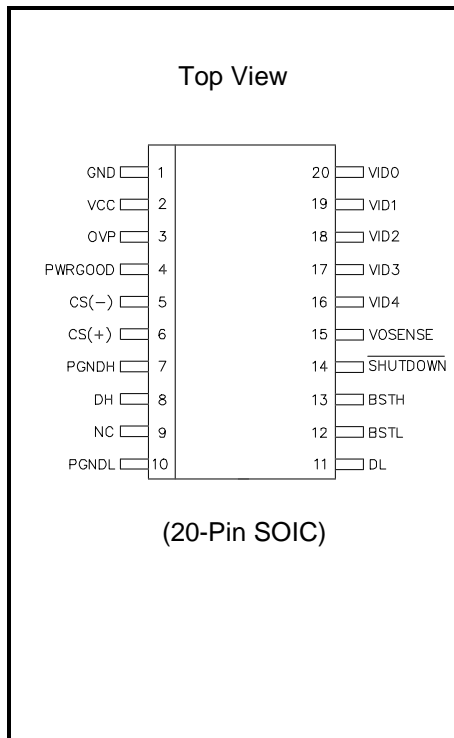 Top View
GND 1 20 VID0
VCC 2 19 VID1
OVP 3 18 VID2
PWRGOOD 4 17 VID3
CS(-) 5 16 VID4
CS(+) 6 15 VOSENSE
PGNDH 7 14 SHUTDOWN
DH 8 13 BSTH
NC 9 12 BSTL
PGNDL 10 11 DL
(20-Pin SOIC)